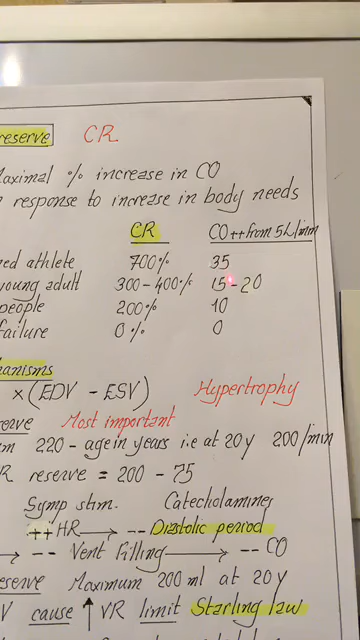 reserve CR
Maximal % increase in CO
response to increase in body needs
CR CO++ from 5L/min
ed athlete 700% 35
young adult 300-400% 15-20
people 200% 10
failure 0% 0
hanisms
×(EDV - ESV) Hypertrophy
erve Most important
m 220-age in years i.e at 20y 200/min
R reserve = 200 - 75
Symp stim. Catecholamines
++ HR → -- Diastolic period
→ -- Vent filling → -- CO
eserve Maximum 200 ml at 20y
V cause ↑ VR limit Starling law